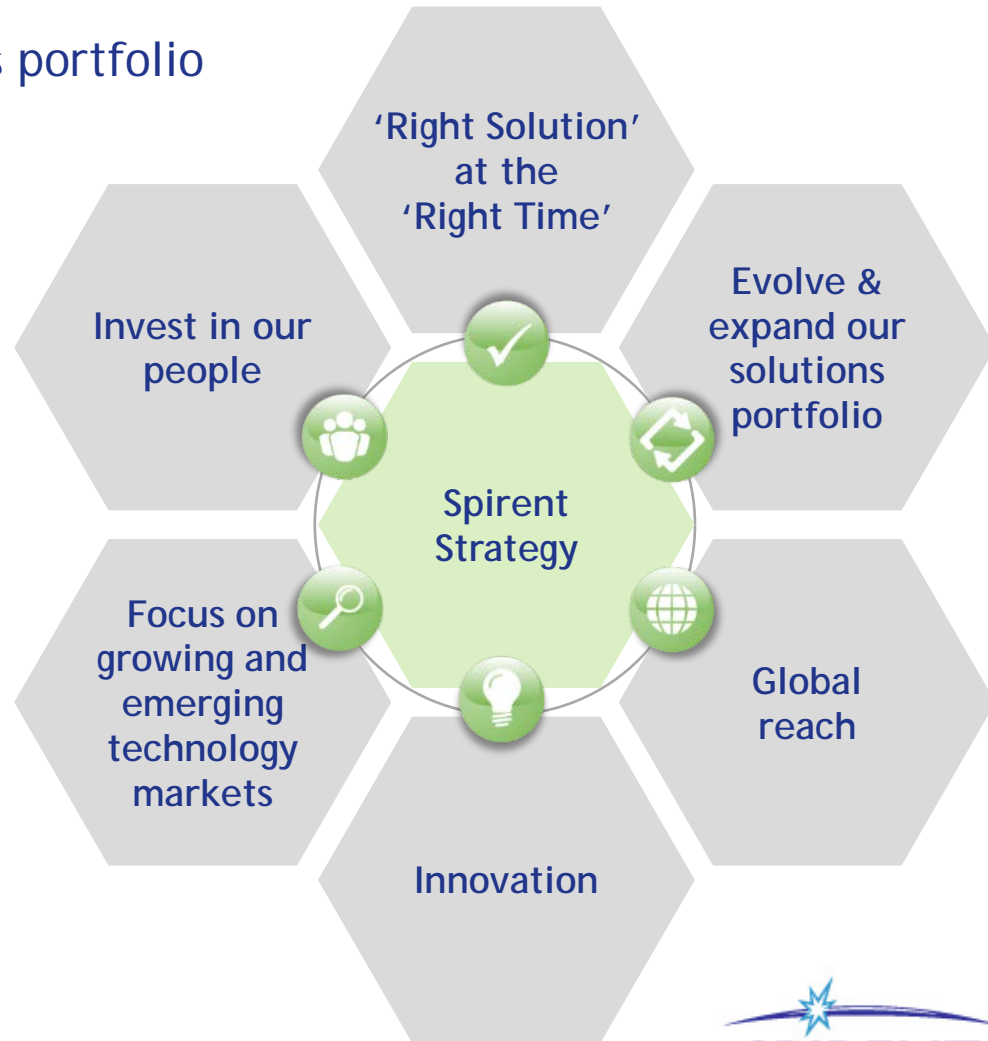 s portfolio
‘Right Solution’
at the
‘Right Time’
Evolve &
expand our
solutions
portfolio
Invest in our
people
Spirent
Strategy
Focus on
growing and
emerging
technology
markets
Global
reach
Innovation